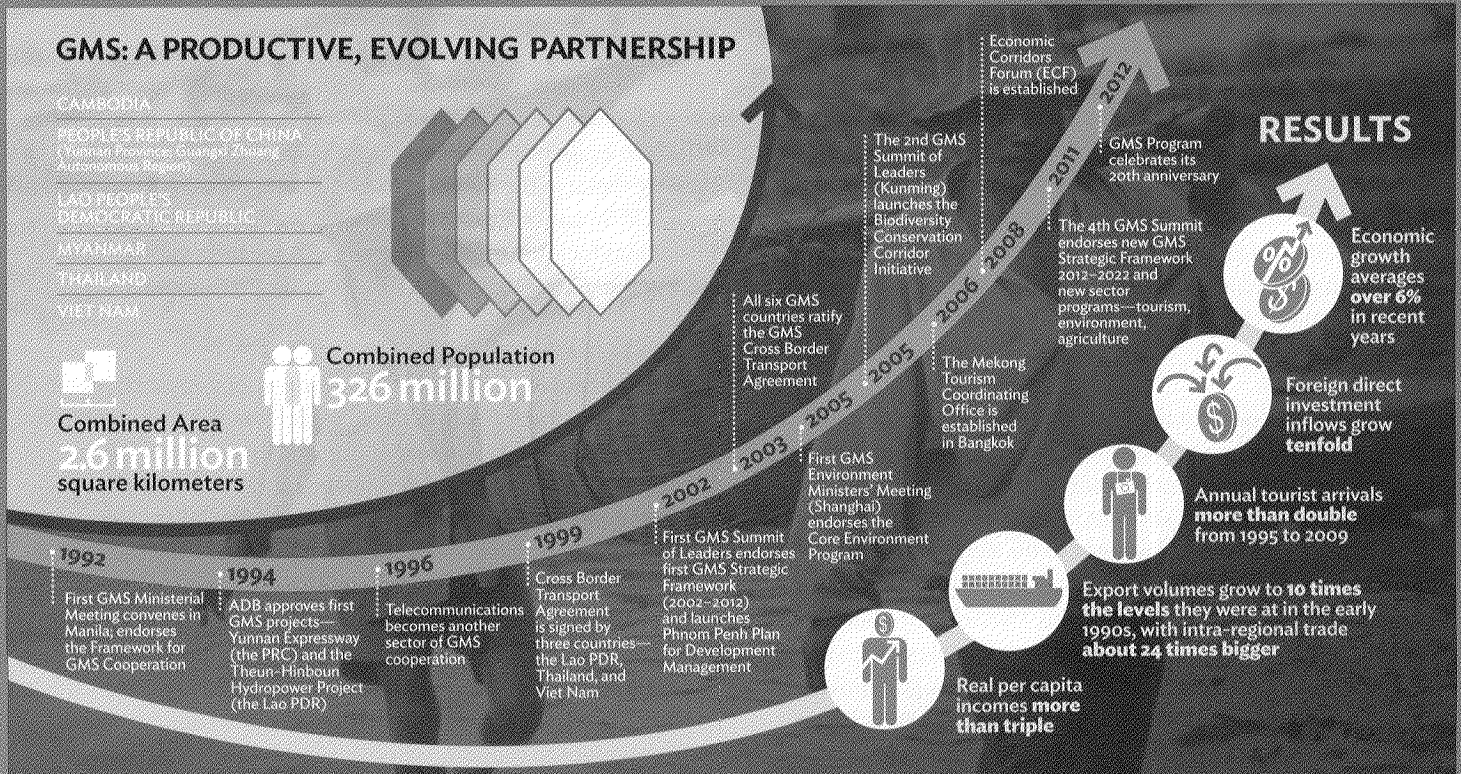 GMS: A PRODUCTIVE, EVOLVING PARTNERSHIP
CAMBODIA
PEOPLE'S REPUBLIC OF CHINA
(Yunnan Province, Guangxi Zhuang
Autonomous Region)
LAO PEOPLE'S
DEMOCRATIC REPUBLIC
MYANMAR
THAILAND
VIET NAM
Combined Area
2.6 million
square kilometers
Combined Population
326 million
1992
First GMS Ministerial
Meeting convenes in
Manila; endorses
the Framework for
GMS Cooperation
1994
ADB approves first
GMS projects—
Yunnan Expressway
(the PRC) and the
Theun-Hinboun
Hydropower Project
(the Lao PDR)
1996
Telecommunications
becomes another
sector of GMS
cooperation
1999
Cross Border
Transport
Agreement
is signed by
three countries—
the Lao PDR,
Thailand, and
Viet Nam
2002
First GMS Summit
of Leaders endorses
first GMS Strategic
Framework
(2002–2012)
and launches
Phnom Penh Plan
for Development
Management
2003
All six GMS
countries ratify
the GMS
Cross Border
Transport
Agreement
2005
First GMS
Environment
Ministers' Meeting
(Shanghai)
endorses the
Core Environment
Program
2005
The 2nd GMS
Summit of
Leaders
(Kunming)
launches the
Biodiversity
Conservation
Corridor
Initiative
2006
The Mekong
Tourism
Coordinating
Office is
established
in Bangkok
2008
Economic
Corridors
Forum (ECF)
is established
2011
The 4th GMS Summit
endorses new GMS
Strategic Framework
2012–2022 and
new sector
programs—tourism,
environment,
agriculture
2012
GMS Program
celebrates its
20th anniversary
RESULTS
Economic
growth
averages
over 6%
in recent
years
%
$
Foreign direct
investment
inflows grow
tenfold
$
Annual tourist arrivals
more than double
from 1995 to 2009
Export volumes grow to 10 times
the levels they were at in the early
1990s, with intra-regional trade
about 24 times bigger
$
Real per capita
incomes more
than triple